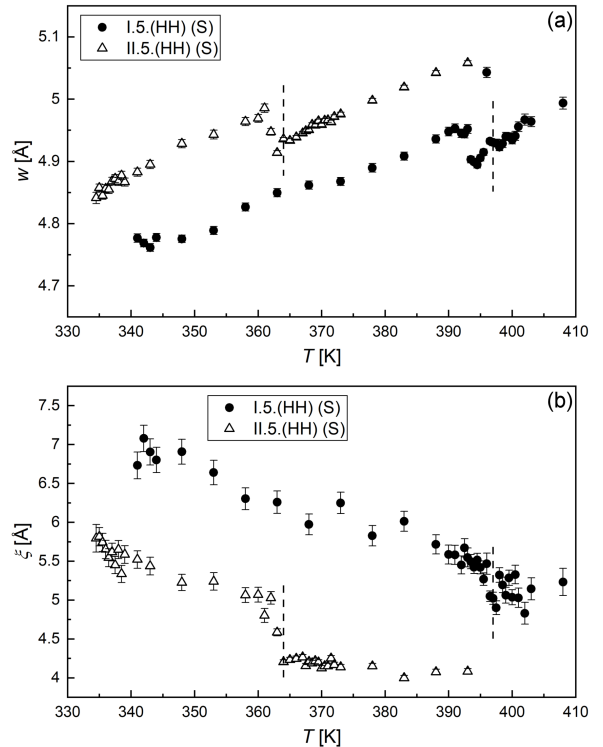 (a)
I.5.(HH) (S)
II.5.(HH) (S)
5.1
5
4.9
4.8
4.7
w [Å]
330 340 350 360 370 380 390 400 410
T [K]
(b)
I.5.(HH) (S)
II.5.(HH) (S)
7.5
7
6.5
6
5.5
5
4.5
4
ξ [Å]
330 340 350 360 370 380 390 400 410
T [K]